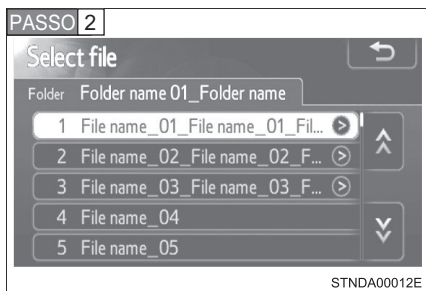 PASSO 2
Select file
Folder Folder name 01_Folder name
1 File name_01_File name_01_Fil...
2 File name_02_File name_02_F...
3 File name_03_File name_03_F...
4 File name_04
5 File name_05
STNDA00012E